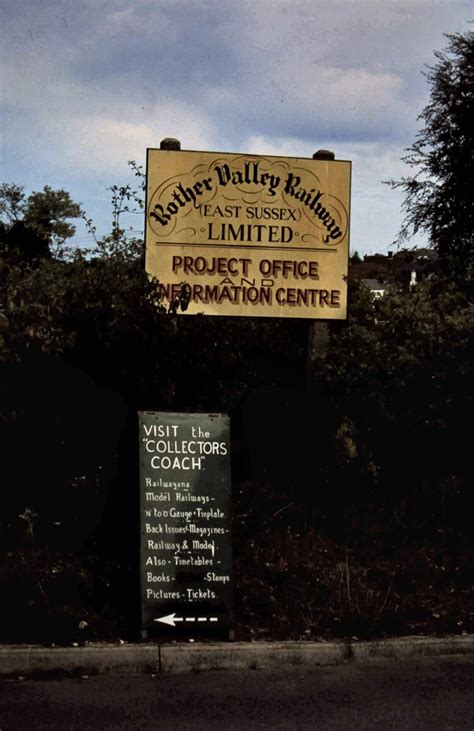 Rother Valley Railway
(EAST SUSSEX)
LIMITED
PROJECT OFFICE
AND
INFORMATION CENTRE
VISIT the
"COLLECTORS
COACH".
Railwayana
Model Railways-
N to O Gauge-Tinplate
Back Issues Magazines-
Railway & Model
Also-Timetables-
Books- -Stamps
Pictures-Tickets.